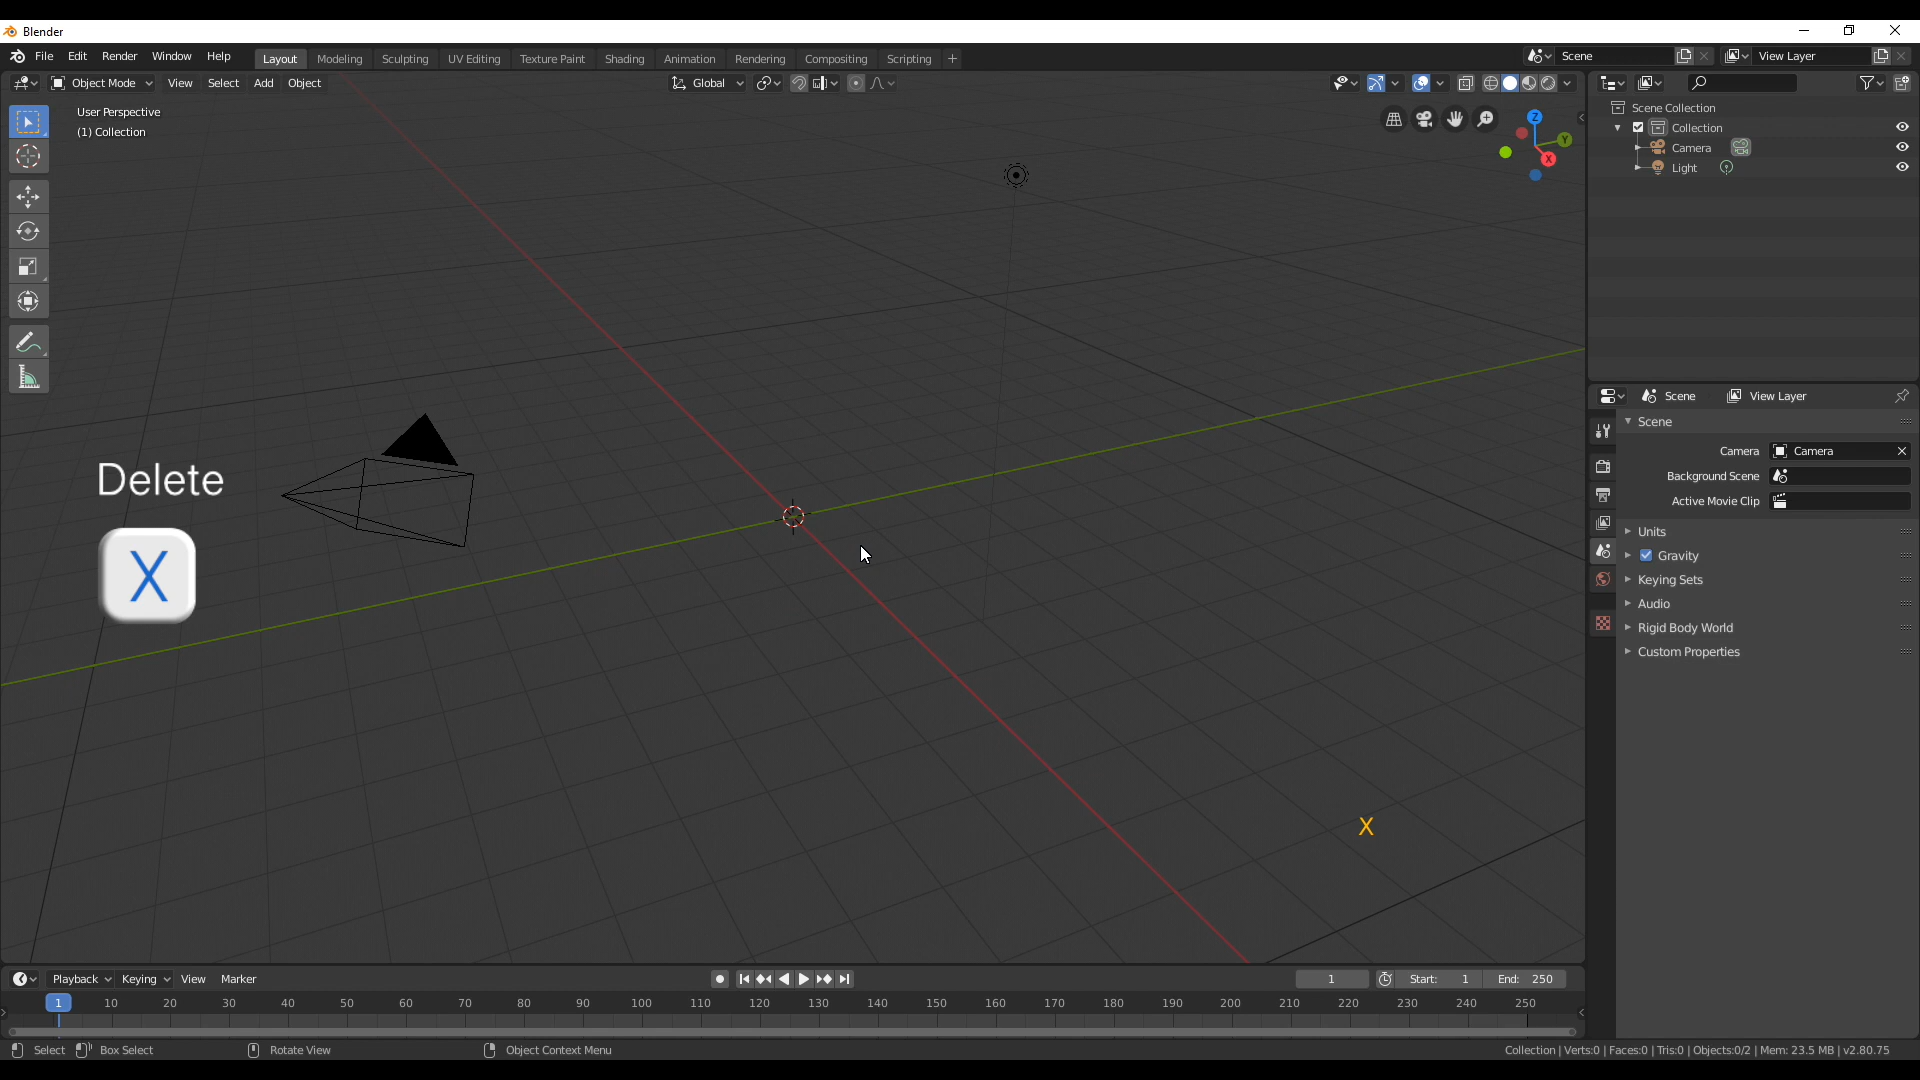 Blender
File Edit Render Window Help Layout Modeling Sculpting UV Editing Texture Paint Shading Animation Rendering Compositing Scripting + Scene View Layer
Object Mode View Select Add Object Global
User Perspective
(1) Collection
Z
Y
X
Scene Collection
Collection
Camera
Light
Scene View Layer
Scene
Camera Camera
Background Scene
Active Movie Clip
Units
Gravity
Keying Sets
Audio
Rigid Body World
Custom Properties
Delete
X
X
Playback Keying View Marker 1 Start: 1 End: 250
1 10 20 30 40 50 60 70 80 90 100 110 120 130 140 150 160 170 180 190 200 210 220 230 240 250
Select Box Select Rotate View Object Context Menu Collection | Verts:0 | Faces:0 | Tris:0 | Objects:0/2 | Mem: 23.5 MB | v2.80.75